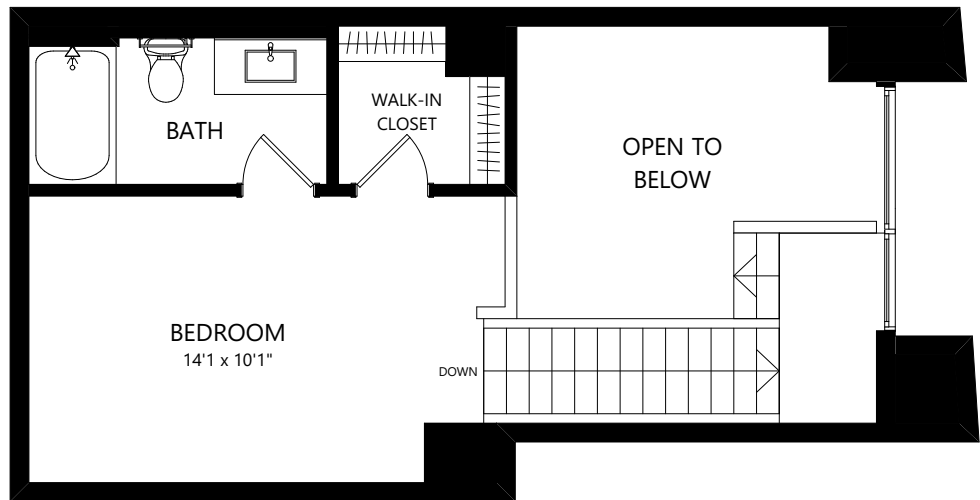 BATH
WALK-IN
CLOSET
OPEN TO
BELOW
BEDROOM
14'1 x 10'1"
DOWN